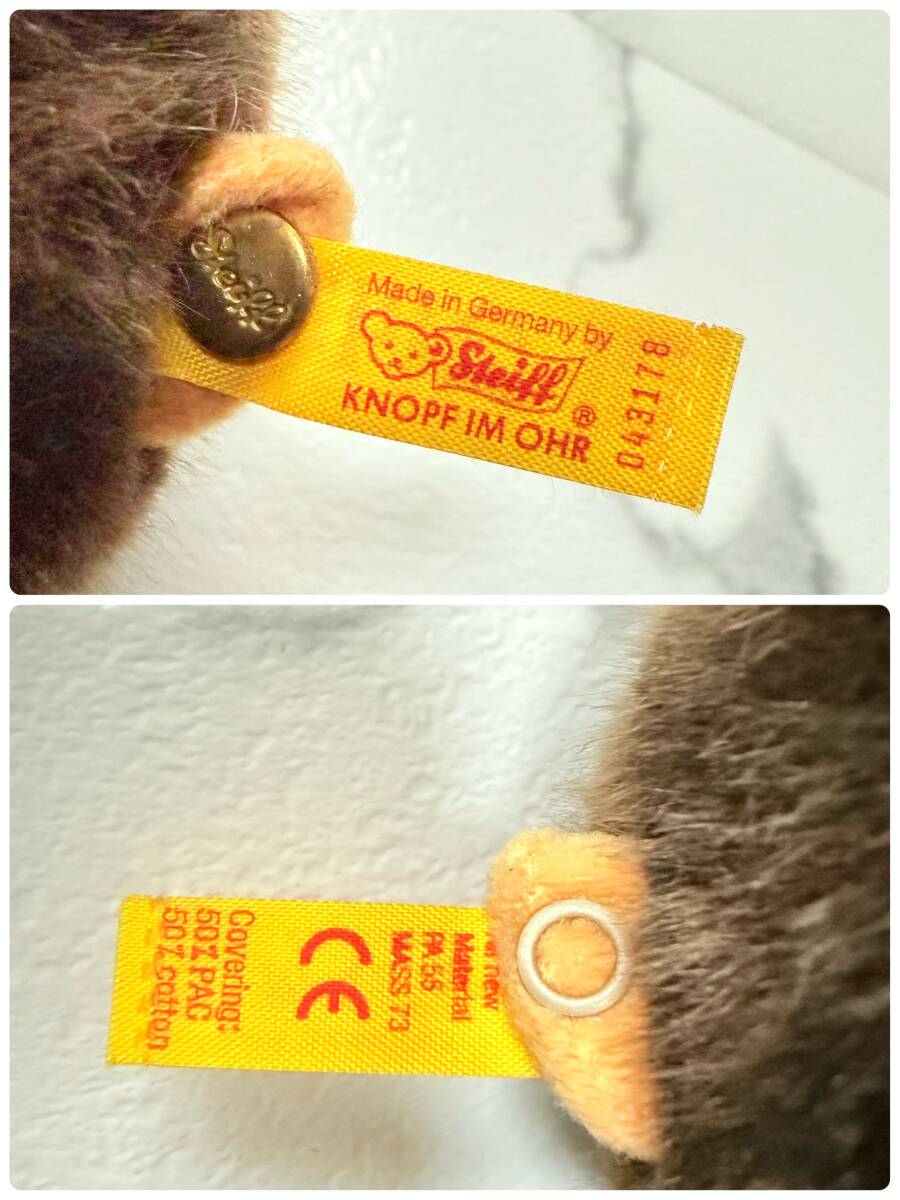 Steiff
Made in Germany by
Steiff
KNOPF IM OHR
®
043178
new
Material
PA.55
MASS.73
CE
Covering:
50% PAC
50% cotton